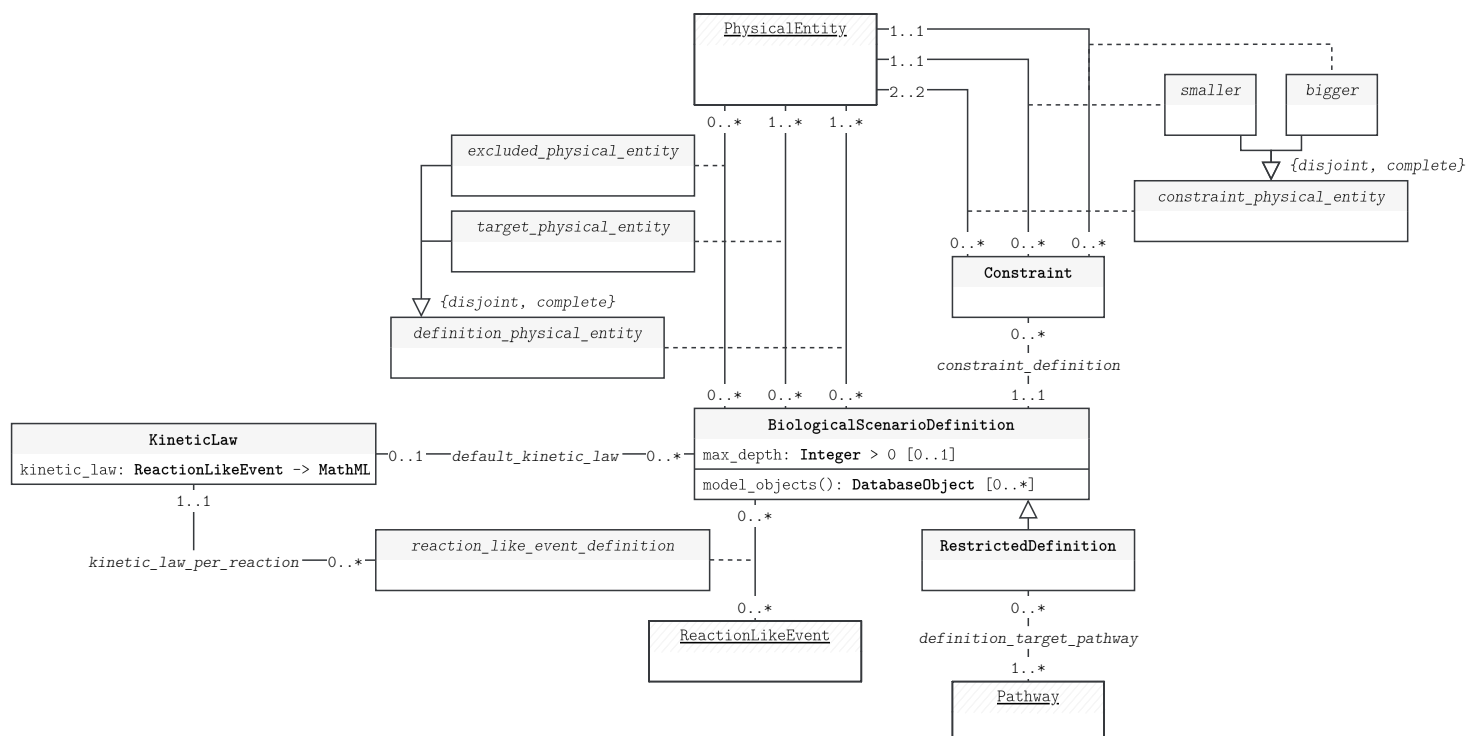 PhysicalEntity
1..1
1..1
2..2
smaller
bigger
0..*
1..*
1..*
excluded_physical_entity
{disjoint, complete}
constraint_physical_entity
target_physical_entity
0..*
0..*
0..*
Constraint
{disjoint, complete}
definition_physical_entity
0..*
constraint_definition
0..*
0..*
0..*
1..1
BiologicalScenarioDefinition
KineticLaw
max_depth: Integer > 0 [0..1]
0..1
default_kinetic_law
0..*
kinetic_law: ReactionLikeEvent -> MathML
model_objects(): DatabaseObject [0..*]
1..1
0..*
reaction_like_event_definition
RestrictedDefinition
kinetic_law_per_reaction
0..*
0..*
0..*
ReactionLikeEvent
definition_target_pathway
1..*
Pathway